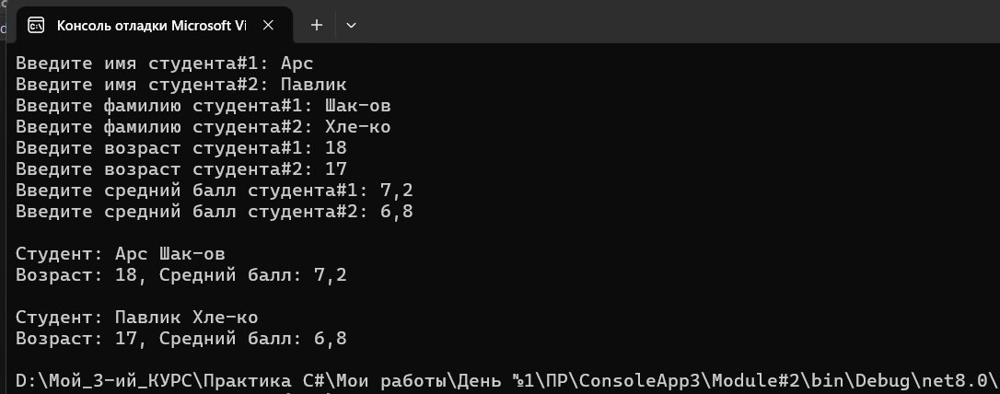 Консоль отладки Microsoft Vi
Введите имя студента#1: Арс
Введите имя студента#2: Павлик
Введите фамилию студента#1: Шак-ов
Введите фамилию студента#2: Хле-ко
Введите возраст студента#1: 18
Введите возраст студента#2: 17
Введите средний балл студента#1: 7,2
Введите средний балл студента#2: 6,8
Студент: Арс Шак-ов
Возраст: 18, Средний балл: 7,2
Студент: Павлик Хле-ко
Возраст: 17, Средний балл: 6,8
D:\Мой_3-ий_КУРС\Практика C#\Мои работы\День №1\ПР\ConsoleApp3\Module#2\bin\Debug\net8.0\